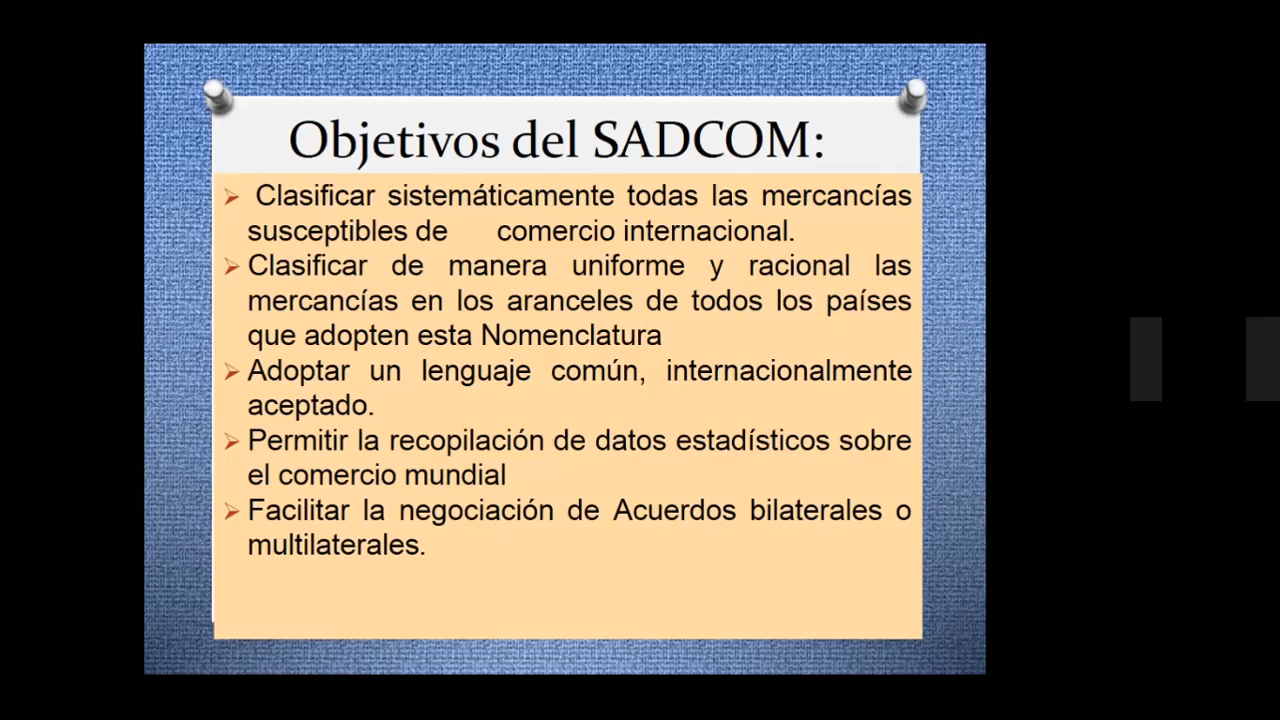 Objetivos del SADCOM:
➢ Clasificar sistemáticamente todas las mercancías
susceptibles de comercio internacional.
➢ Clasificar de manera uniforme y racional las
mercancías en los aranceles de todos los países
que adopten esta Nomenclatura
➢ Adoptar un lenguaje común, internacionalmente
aceptado.
➢ Permitir la recopilación de datos estadísticos sobre
el comercio mundial
➢ Facilitar la negociación de Acuerdos bilaterales o
multilaterales.